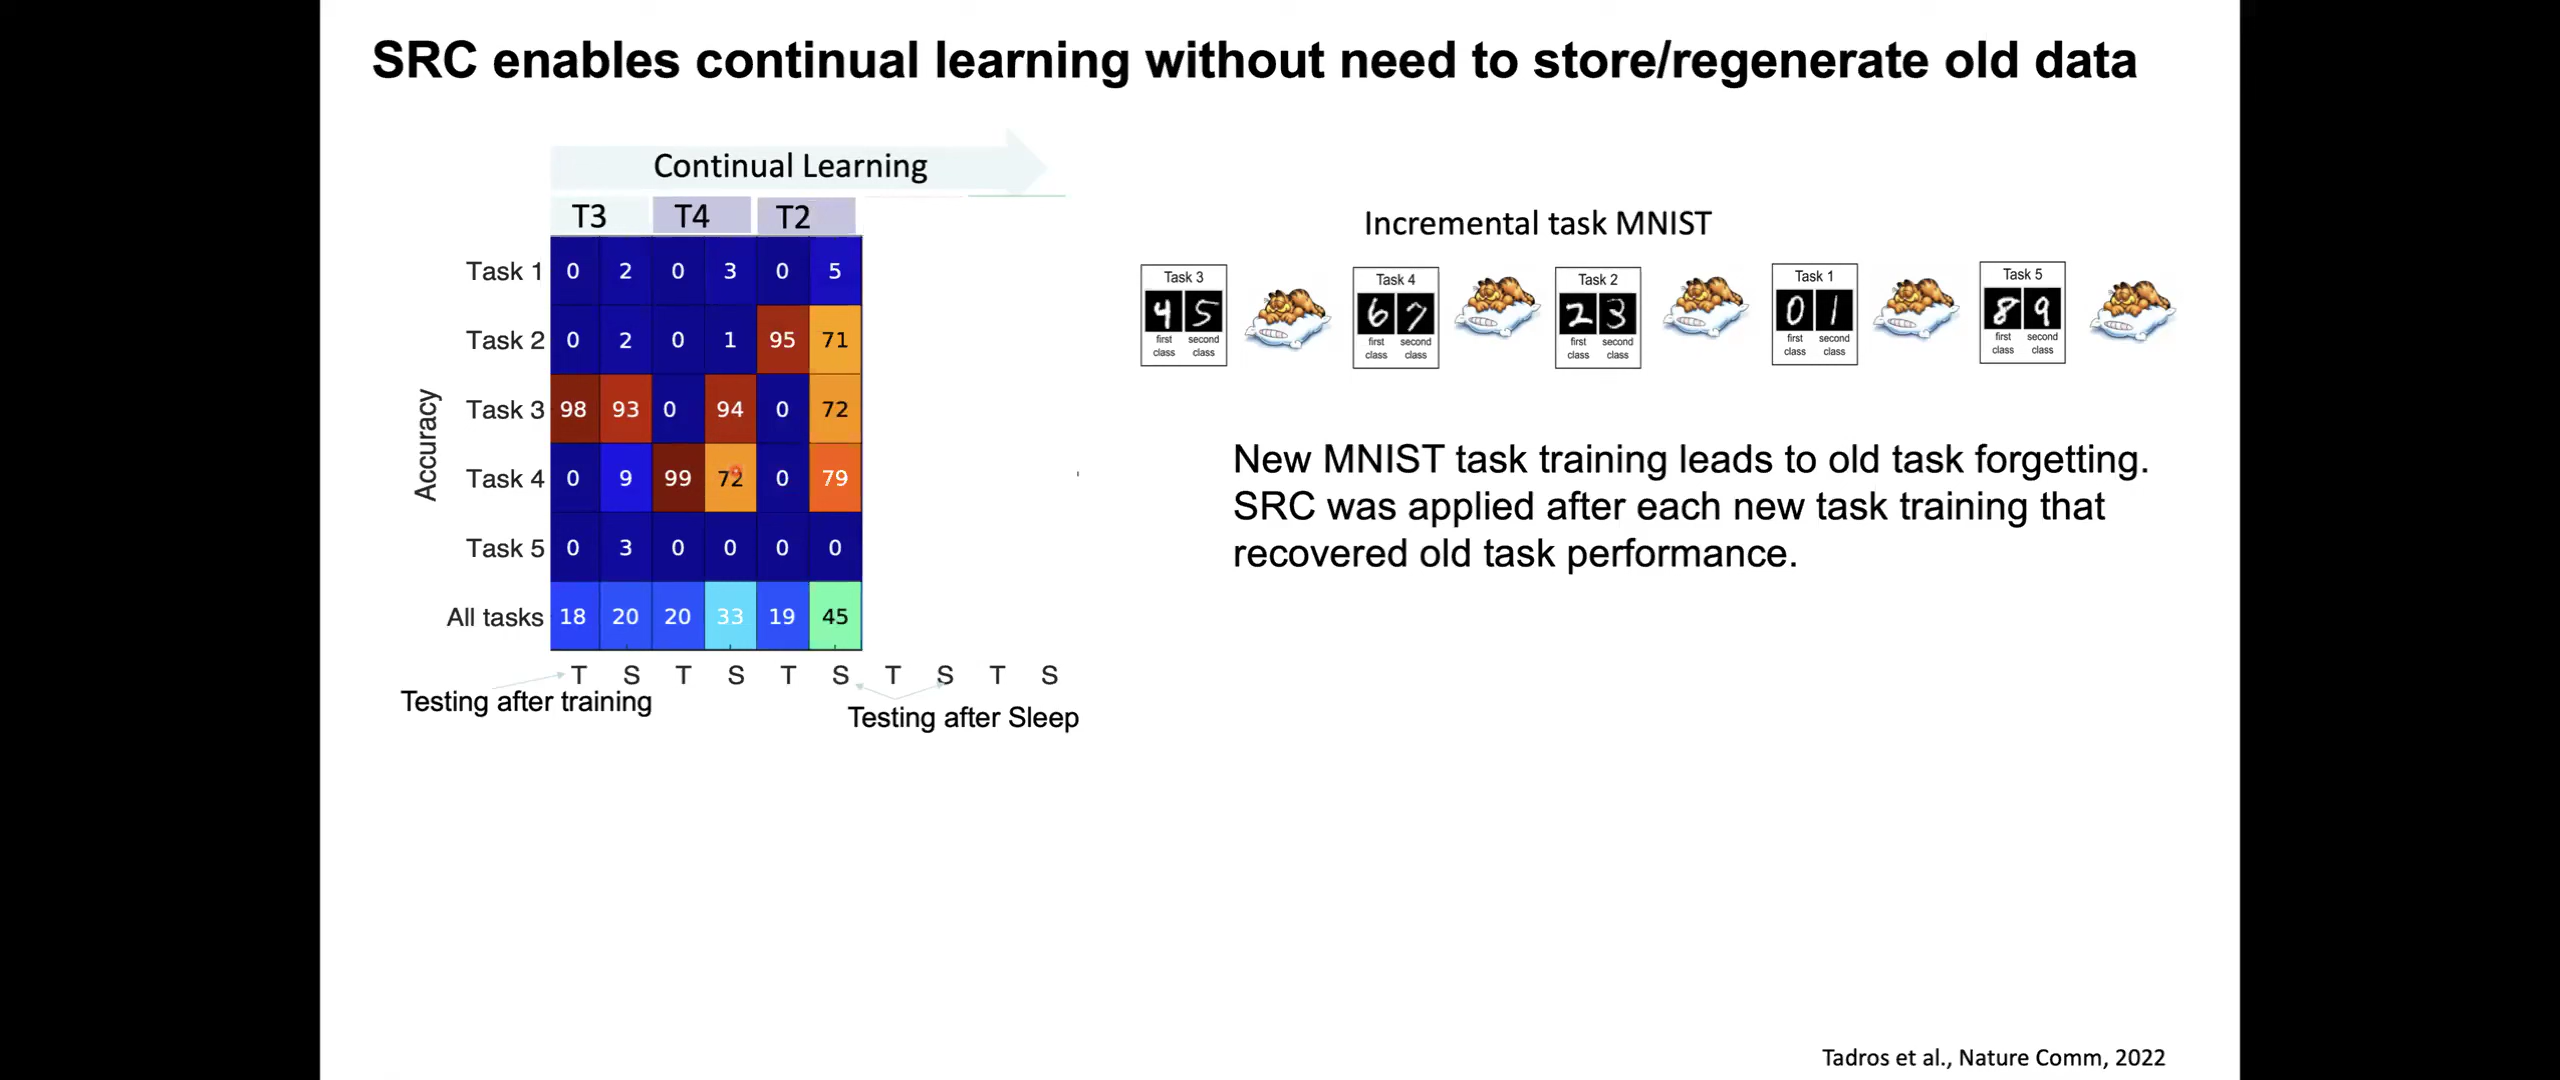 SRC enables continual learning without need to store/regenerate old data
Continual Learning
T3 T4 T2
Accuracy
Task 1 0 2 0 3 0 5
Task 2 0 2 0 1 95 71
Task 3 98 93 0 94 0 72
Task 4 0 9 99 72 0 79
Task 5 0 3 0 0 0 0
All tasks 18 20 20 33 19 45
T S T S T S T S T S
Testing after training
Testing after Sleep
Incremental task MNIST
Task 3 Task 4 Task 2 Task 1 Task 5
4 5 6 7 2 3 0 1 8 9
first second first second first second first second first second
class class class class class class class class class class
New MNIST task training leads to old task forgetting.
SRC was applied after each new task training that
recovered old task performance.
Tadros et al., Nature Comm, 2022